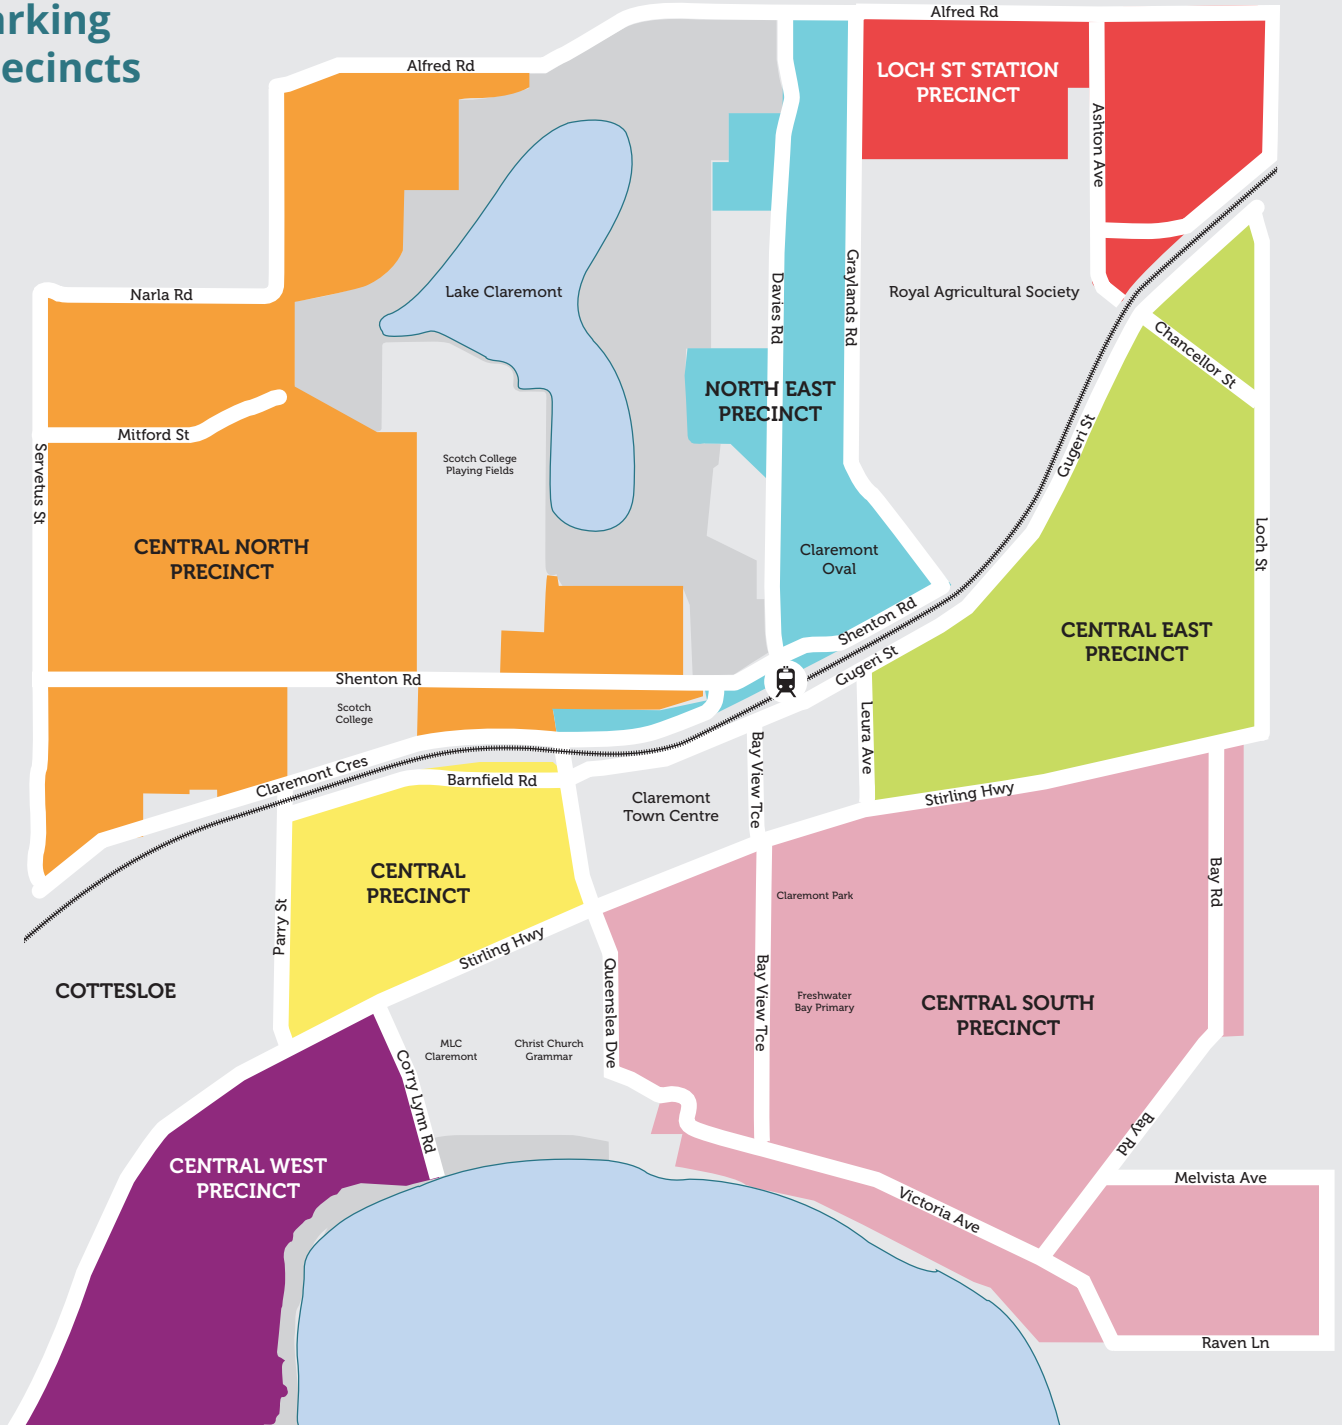 arking
ecincts
Alfred Rd
Alfred Rd
LOCH ST STATION
PRECINCT
Ashton Ave
Narla Rd
Lake Claremont
Davies Rd
Graylands Rd
Royal Agricultural Society
Chancellor St
NORTH EAST
PRECINCT
Mitford St
Servetus St
Scotch College
Playing Fields
Gugeri St
Loch St
CENTRAL NORTH
PRECINCT
Claremont
Oval
Shenton Rd
CENTRAL EAST
PRECINCT
Gugeri St
Shenton Rd
Scotch
College
Leura Ave
Bay View Tce
Claremont Cres
Barnfield Rd
Claremont
Town Centre
Stirling Hwy
CENTRAL
PRECINCT
Claremont Park
Bay Rd
Parry St
Stirling Hwy
COTTESLOE
Queenslea Dve
Bay View Tce
Freshwater
Bay Primary
CENTRAL SOUTH
PRECINCT
MLC
Claremont
Christ Church
Grammar
Corry Lynn Rd
Bay Rd
CENTRAL WEST
PRECINCT
Melvista Ave
Victoria Ave
Raven Ln